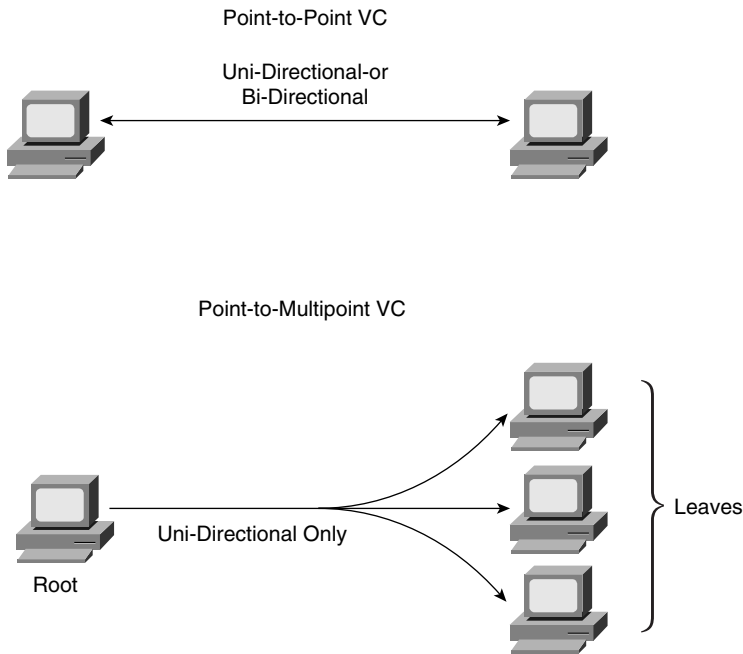 Point-to-Point VC
Uni-Directional-or
Bi-Directional
Point-to-Multipoint VC
Uni-Directional Only
Root
Leaves